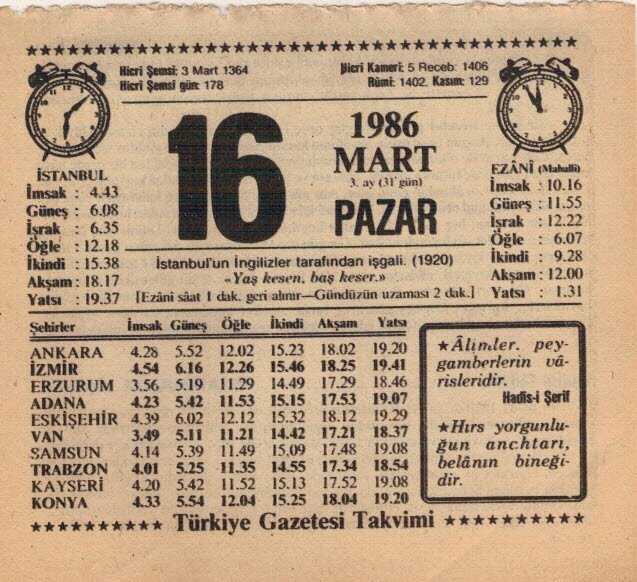 Hicrî Şemsî: 3 Mart 1364
Hicrî Kamerî: 5 Receb: 1406
Hicrî Şemsî gün: 178
Rûmî: 1402. Kasım: 129
16
1986
MART
3. ay (31 gün)
PAZAR
İSTANBUL
İmsak : 4.43
Güneş : 6.08
İşrak : 6.35
Öğle : 12.18
İkindi : 15.38
Akşam : 18.17
Yatsı : 19.37
EZÂNÎ (Mahalli)
İmsak : 10.16
Güneş : 11.55
İşrak : 12.22
Öğle : 6.07
İkindi : 9.28
Akşam : 12.00
Yatsı : 1.31
İstanbul'un İngilizler tarafından işgali. (1920)
«Yaş kesen, baş keser.»
[Ezâni sâat 1 dak. geri alınır—Gündüzün uzaması 2 dak.]
Şehirler İmsak Güneş Öğle İkindi Akşam Yatsı
ANKARA 4.28 5.52 12.02 15.23 18.02 19.20
İZMİR 4.54 6.16 12.26 15.46 18.25 19.41
ERZURUM 3.56 5.19 11.29 14.49 17.29 18.46
ADANA 4.23 5.42 11.53 15.15 17.53 19.07
ESKİŞEHİR 4.39 6.02 12.12 15.32 18.12 19.29
VAN 3.49 5.11 11.21 14.42 17.21 18.37
SAMSUN 4.14 5.39 11.49 15.09 17.48 19.08
TRABZON 4.01 5.25 11.35 14.55 17.34 18.54
KAYSERİ 4.20 5.42 11.52 15.13 17.52 19.08
KONYA 4.33 5.54 12.04 15.25 18.04 19.20
★Âlimler, pey-
gamberlerin vâ-
risleridir.
Hadîs-i Şerif
★Hırs yorgunlu-
ğun anahtarı,
belânın bineği-
dir.
★★★★★★★★★★ Türkiye Gazetesi Takvimi ★★★★★★★★★★